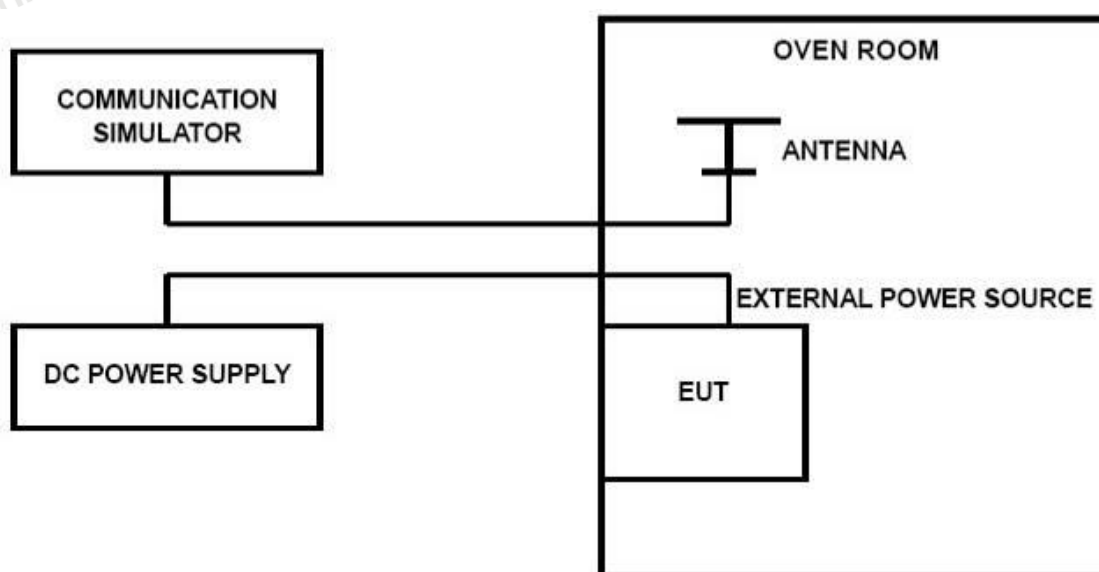 OVEN ROOM
COMMUNICATION
SIMULATOR
ANTENNA
EXTERNAL POWER SOURCE
DC POWER SUPPLY
EUT